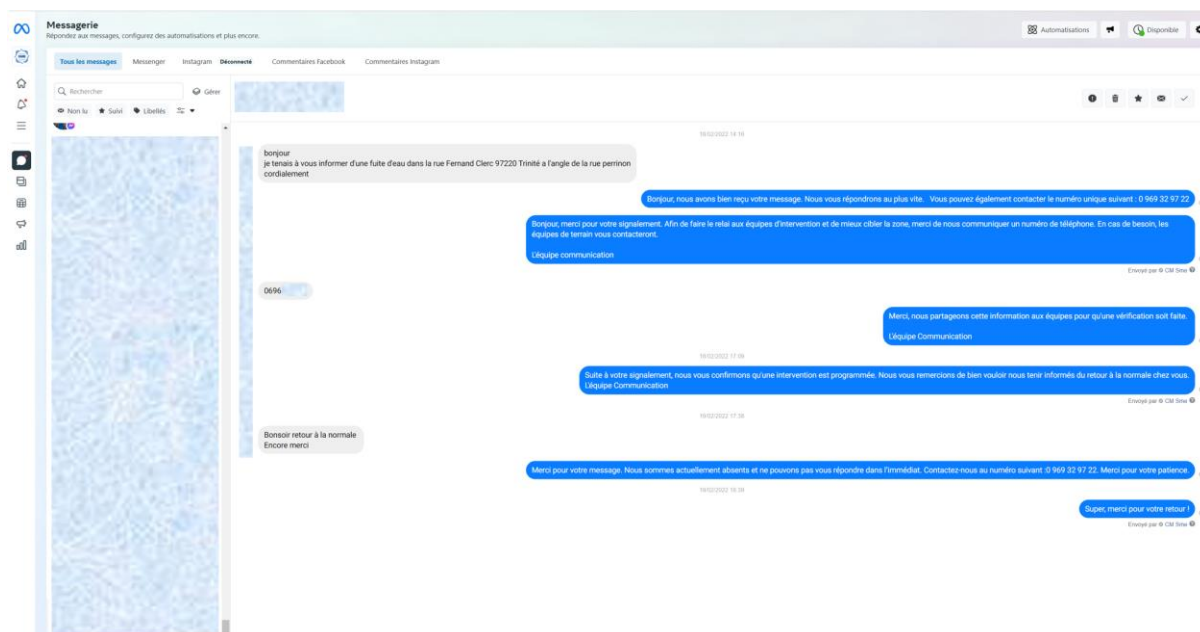 Messagerie
Répondez aux messages, configurez des automatisations et plus encore.
Automatisations
Disponible
Tous les messages
Messenger
Instagram Déconnecté
Commentaires Facebook
Commentaires Instagram
Rechercher
Gérer
Non lu
Suivi
Libellés
bonjour
je tenais à vous informer d'une fuite d'eau dans la rue Fernand Clerc 97220 Trinité a l'angle de la rue perrinon
cordialement
Bonjour, nous avons bien reçu votre message. Nous vous répondrons au plus vite. Vous pouvez également contacter le numéro unique suivant : 0 969 32 97 22
Bonjour, merci pour votre signalement. Afin de faire le relai aux équipes d'intervention et de mieux cibler la zone, merci de nous communiquer un numéro de téléphone. En cas de besoin, les
équipes de terrain vous contacteront.
L'équipe communication
Envoyé par
0696
Merci, nous partageons cette information aux équipes pour qu'une vérification soit faite.
L'équipe Communication
Suite à votre signalement, nous vous confirmons qu'une intervention est programmée. Nous vous remercions de bien vouloir nous tenir informés du retour à la normale chez vous.
L'équipe Communication
Envoyé par
Bonsoir retour à la normale
Encore merci
Merci pour votre message. Nous sommes actuellement absents et ne pouvons pas vous répondre dans l'immédiat. Contactez-nous au numéro suivant :0 969 32 97 22. Merci pour votre patience.
Super, merci pour votre retour !
Envoyé par